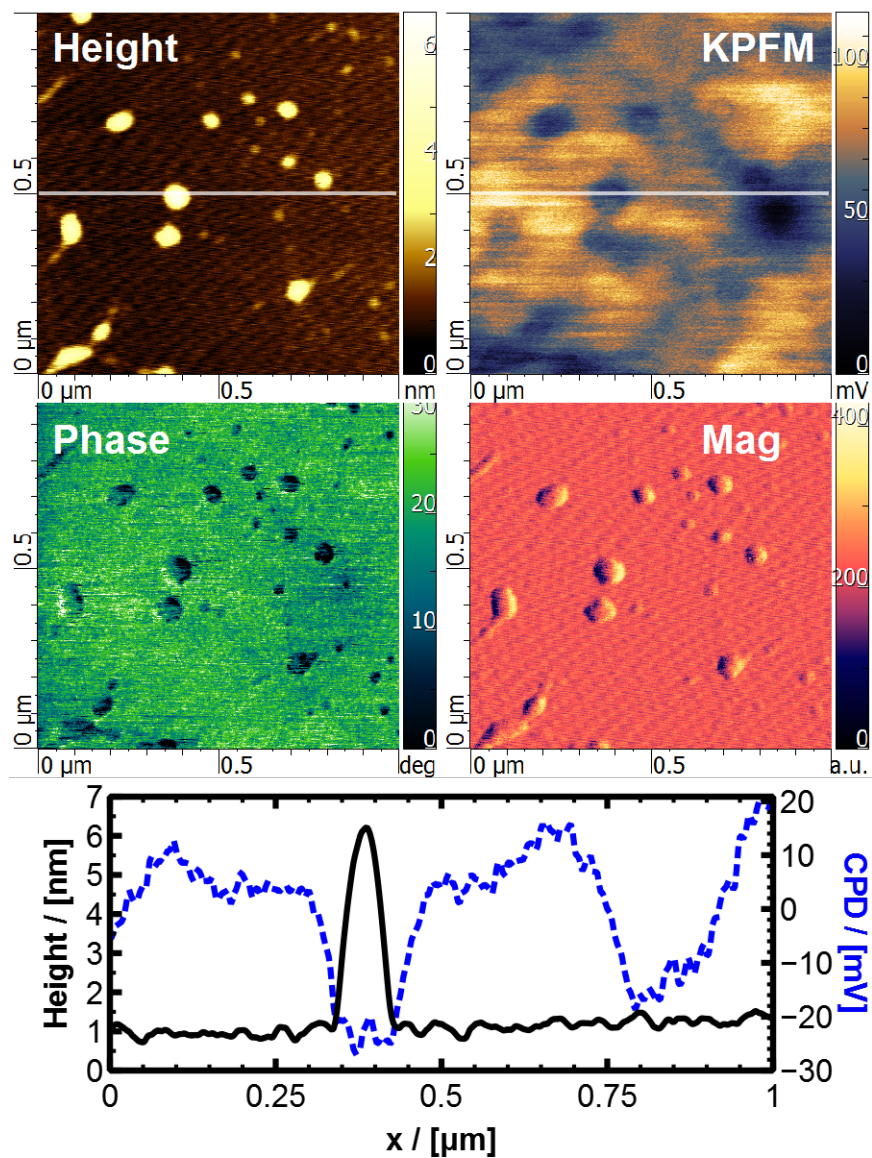 Height
6
4
2
0
0.5
0 µm
0 µm
0.5
nm
KPFM
100
50
0
0.5
0 µm
0 µm
0.5
mV
Phase
30
20
10
0
0.5
0 µm
0 µm
0.5
deg
Mag
400
200
0
0.5
0 µm
0 µm
0.5
a.u.
7
6
5
4
3
2
1
0
Height / [nm]
20
10
0
−10
−20
−30
CPD / [mV]
0
0.25
0.5
0.75
1
x / [µm]